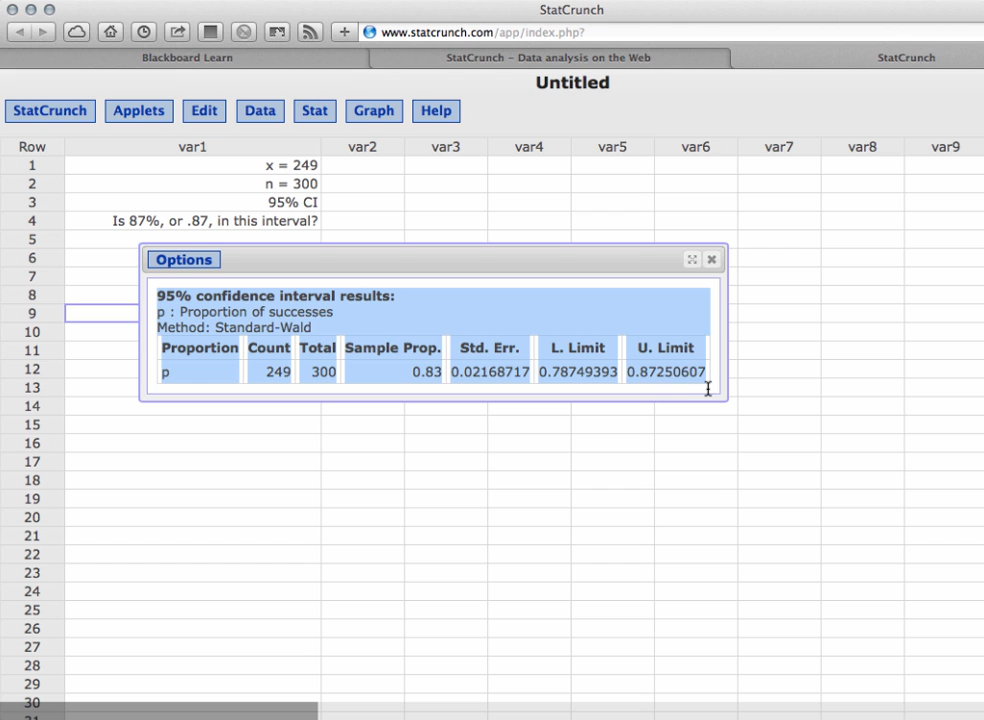 StatCrunch
www.statcrunch.com/app/index.php?
Blackboard Learn StatCrunch – Data analysis on the Web StatCrunch
Untitled
StatCrunch Applets Edit Data Stat Graph Help
Row var1 var2 var3 var4 var5 var6 var7 var8 var9
1 x = 249
2 n = 300
3 95% CI
4 Is 87%, or .87, in this interval?
5
6
7
8
9
10
11
12
13
14
15
16
17
18
19
20
21
22
23
24
25
26
27
28
29
30
Options
95% confidence interval results:
p : Proportion of successes
Method: Standard-Wald
Proportion Count Total Sample Prop. Std. Err. L. Limit U. Limit
p 249 300 0.83 0.02168717 0.78749393 0.87250607